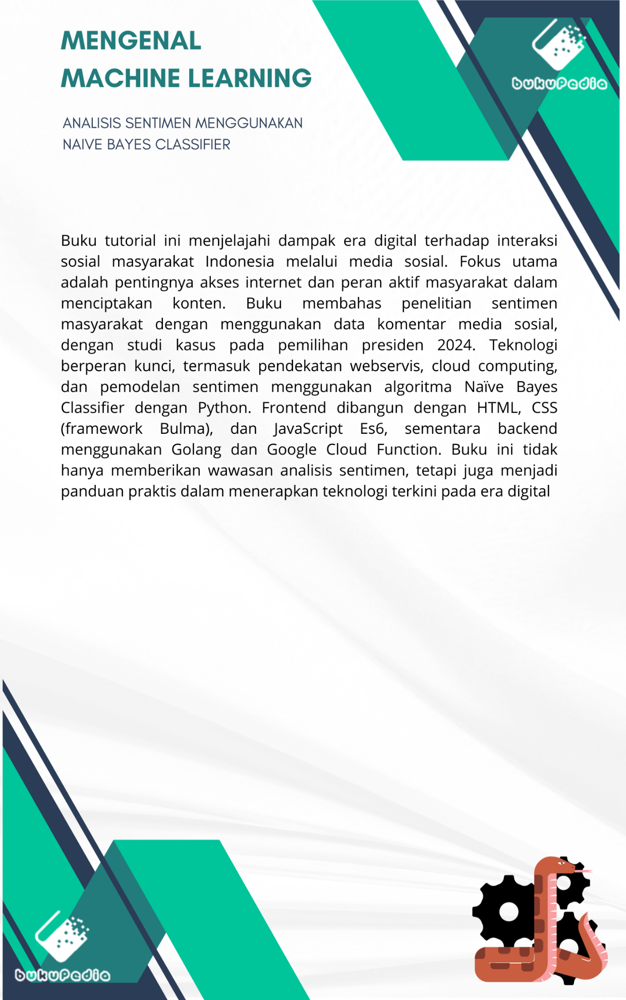 MENGENAL
MACHINE LEARNING
bukuPedia
ANALISIS SENTIMEN MENGGUNAKAN
NAIVE BAYES CLASSIFIER
Buku tutorial ini menjelajahi dampak era digital terhadap interaksi
sosial masyarakat Indonesia melalui media sosial. Fokus utama
adalah pentingnya akses internet dan peran aktif masyarakat dalam
menciptakan konten. Buku membahas penelitian sentimen
masyarakat dengan menggunakan data komentar media sosial,
dengan studi kasus pada pemilihan presiden 2024. Teknologi
berperan kunci, termasuk pendekatan webservis, cloud computing,
dan pemodelan sentimen menggunakan algoritma Naïve Bayes
Classifier dengan Python. Frontend dibangun dengan HTML, CSS
(framework Bulma), dan JavaScript Es6, sementara backend
menggunakan Golang dan Google Cloud Function. Buku ini tidak
hanya memberikan wawasan analisis sentimen, tetapi juga menjadi
panduan praktis dalam menerapkan teknologi terkini pada era digital
bukuPedia